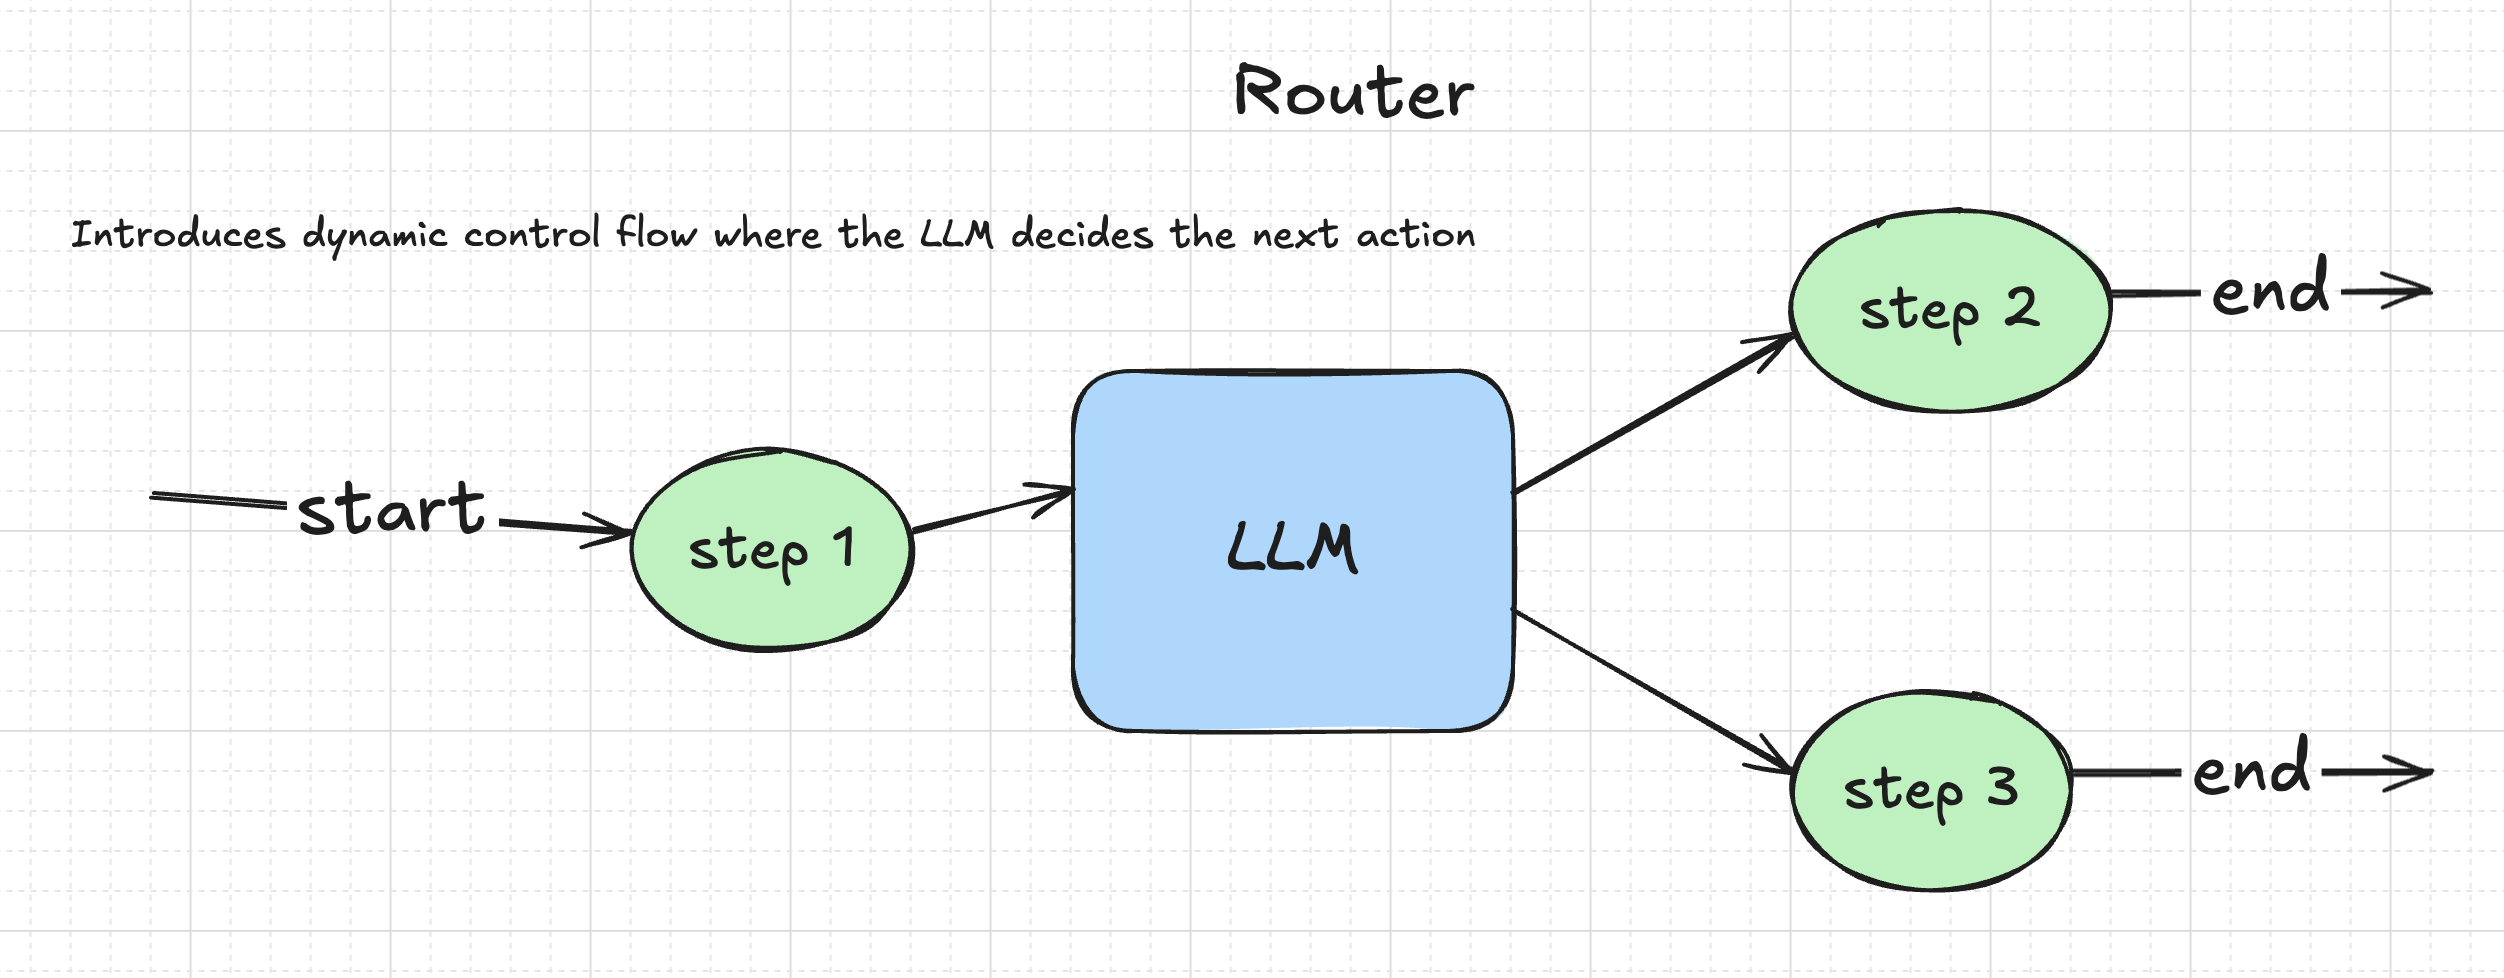 Router
Introduces dynamic control flow where the LLM decides the next action
step 2
end
start
step 1
LLM
step 3
end